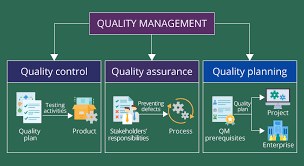 QUALITY MANAGEMENT
Quality control
Quality assurance
Quality planning
Testing
activities
Quality
plan
Product
Preventing
defects
Stakeholders'
responsibilities
Process
Quality
plan
Project
QM
prerequisites
Enterprise